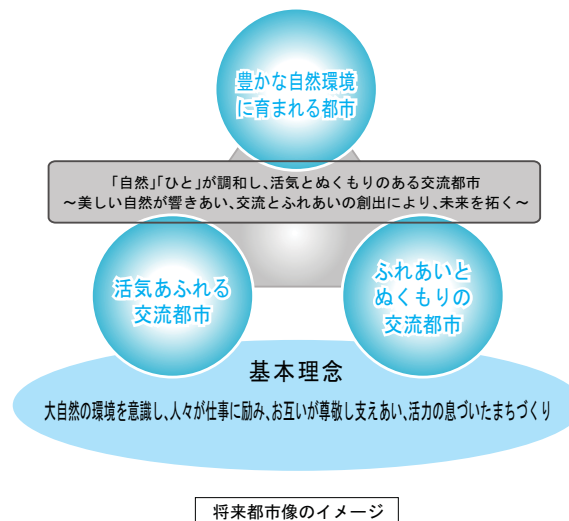 豊かな自然環境
に育まれる都市
「自然」「ひと」が調和し、活気とぬくもりのある交流都市
～美しい自然が響きあい、交流とふれあいの創出により、未来を拓く～
活気あふれる
交流都市
ふれあいと
ぬくもりの
交流都市
基本理念
大自然の環境を意識し、人々が仕事に励み、お互いが尊敬し支えあい、活力の息づいたまちづくり
将来都市像のイメージ